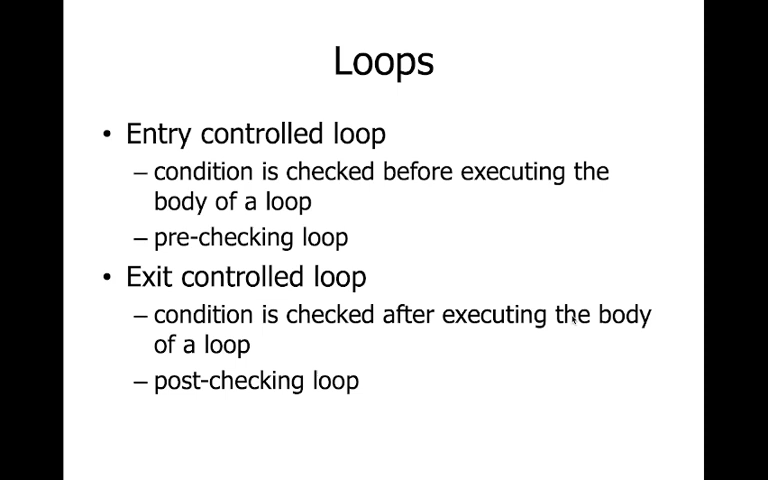 Loops
• Entry controlled loop
– condition is checked before executing the
body of a loop
– pre-checking loop
• Exit controlled loop
– condition is checked after executing the body
of a loop
– post-checking loop